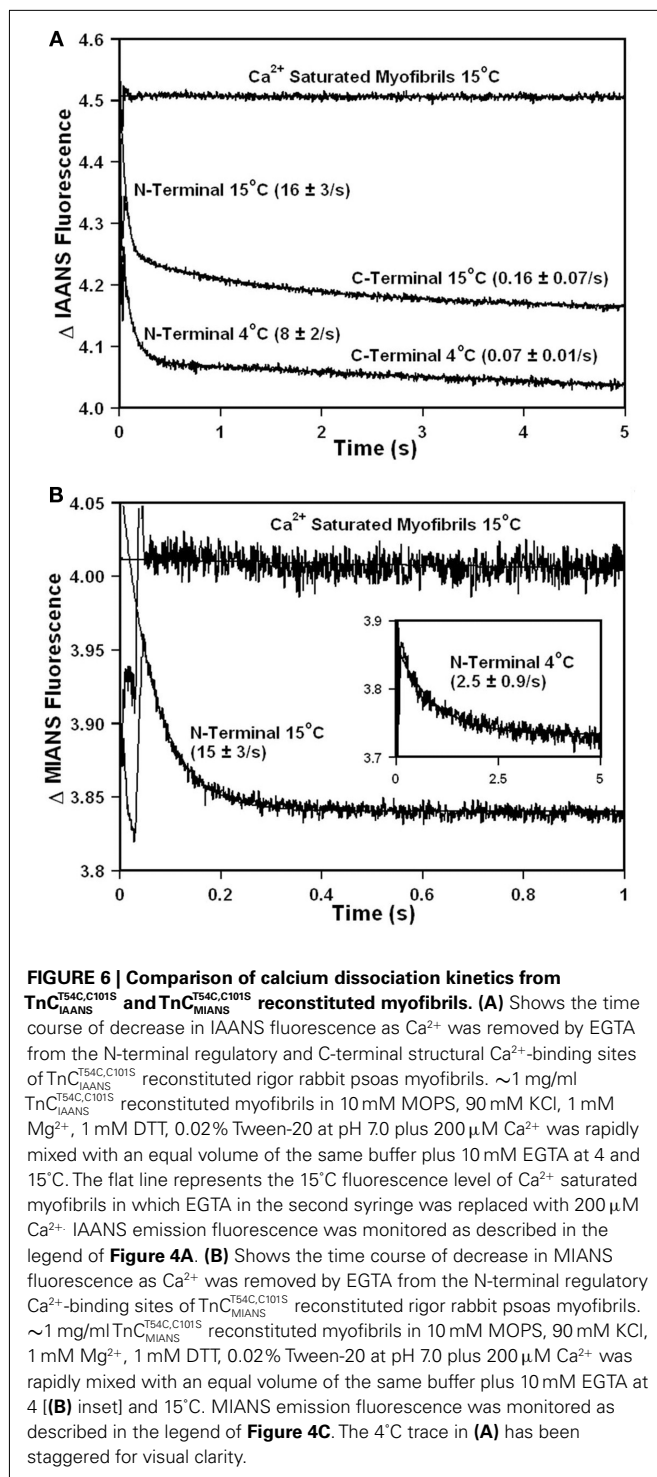 A
4.6
4.5
4.4
4.3
4.2
4.1
4.0
Δ IAANS Fluorescence
Ca²⁺ Saturated Myofibrils 15°C
N-Terminal 15°C (16 ± 3/s)
C-Terminal 15°C (0.16 ± 0.07/s)
N-Terminal 4°C (8 ± 2/s)
C-Terminal 4°C (0.07 ± 0.01/s)
0 1 2 3 4 5
Time (s)
B
4.05
4.00
3.95
3.90
3.85
3.8
Δ MIANS Fluorescence
Ca²⁺ Saturated Myofibrils 15°C
3.9
3.8
3.7
N-Terminal 4°C
(2.5 ± 0.9/s)
0 2.5 5
N-Terminal 15°C
(15 ± 3/s)
0 0.2 0.4 0.6 0.8 1
Time (s)
FIGURE 6 | Comparison of calcium dissociation kinetics from
TnC^T54C,C101S_IAANS and TnC^T54C,C101S_MIANS reconstituted myofibrils. (A) Shows the time
course of decrease in IAANS fluorescence as Ca²⁺ was removed by EGTA
from the N-terminal regulatory and C-terminal structural Ca²⁺-binding sites
of TnC^T54C,C101S_IAANS reconstituted rigor rabbit psoas myofibrils. ~1 mg/ml
TnC^T54C,C101S_IAANS reconstituted myofibrils in 10 mM MOPS, 90 mM KCl, 1 mM
Mg²⁺, 1 mM DTT, 0.02% Tween-20 at pH 7.0 plus 200 μM Ca²⁺ was rapidly
mixed with an equal volume of the same buffer plus 10 mM EGTA at 4 and
15°C. The flat line represents the 15°C fluorescence level of Ca²⁺ saturated
myofibrils in which EGTA in the second syringe was replaced with 200 μM
Ca²⁺. IAANS emission fluorescence was monitored as described in the
legend of Figure 4A. (B) Shows the time course of decrease in MIANS
fluorescence as Ca²⁺ was removed by EGTA from the N-terminal regulatory
Ca²⁺-binding sites of TnC^T54C,C101S_MIANS reconstituted rigor rabbit psoas myofibrils.
~1 mg/ml TnC^T54C,C101S_MIANS reconstituted myofibrils in 10 mM MOPS, 90 mM KCl,
1 mM Mg²⁺, 1 mM DTT, 0.02% Tween-20 at pH 7.0 plus 200 μM Ca²⁺ was
rapidly mixed with an equal volume of the same buffer plus 10 mM EGTA at
4 [(B) inset] and 15°C. MIANS emission fluorescence was monitored as
described in the legend of Figure 4C. The 4°C trace in (A) has been
staggered for visual clarity.